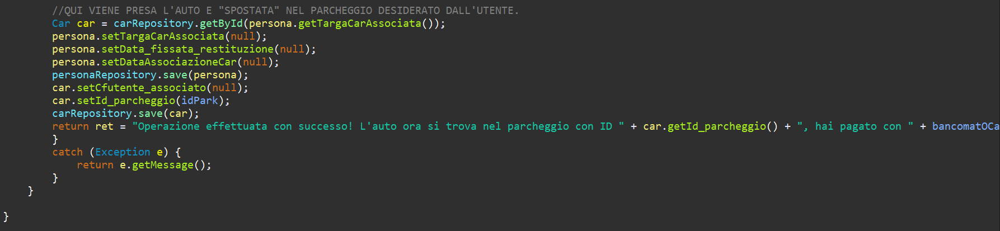 //QUI VIENE PRESA L'AUTO E "SPOSTATA" NEL PARCHEGGIO DESIDERATO DALL'UTENTE.
Car car = carRepository.getById(persona.getTargaCarAssociata());
persona.setTargaCarAssociata(null);
persona.setData_fissata_restituzione(null);
persona.setDataAssociazioneCar(null);
personaRepository.save(persona);
car.setCfutente_associato(null);
car.setId_parcheggio(idPark);
carRepository.save(car);
return ret = "Operazione effettuata con successo! L'auto ora si trova nel parcheggio con ID " + car.getId_parcheggio() + ", hai pagato con " + bancomatOCa
}
catch (Exception e) {
return e.getMessage();
}
}
}